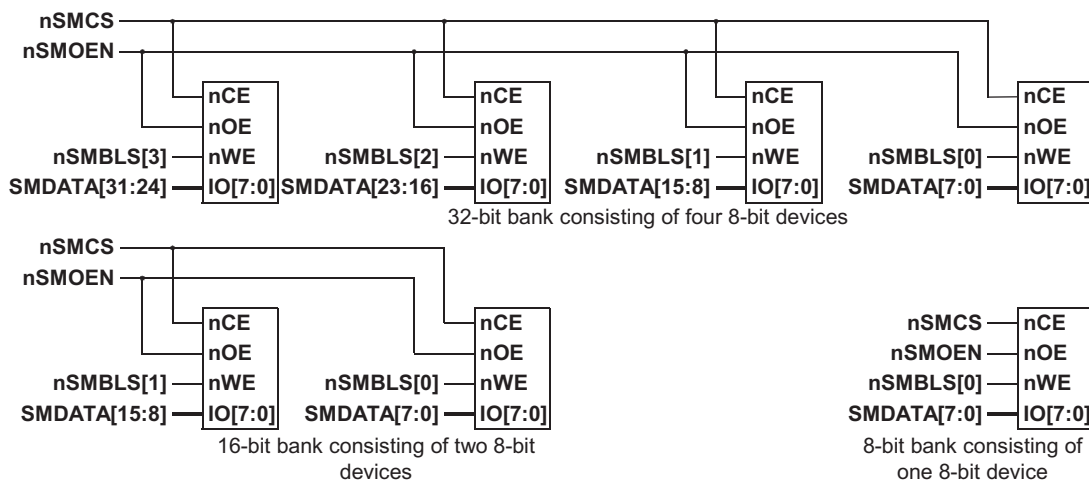 nSMCS
nSMOEN
nCE nCE nCE nCE
nOE nOE nOE nOE
nSMBLS[3] nWE nSMBLS[2] nWE nSMBLS[1] nWE nSMBLS[0] nWE
SMDATA[31:24] IO[7:0] SMDATA[23:16] IO[7:0] SMDATA[15:8] IO[7:0] SMDATA[7:0] IO[7:0]
32-bit bank consisting of four 8-bit devices
nSMCS
nSMOEN
nCE nCE nSMCS nCE
nOE nOE nSMOEN nOE
nSMBLS[1] nWE nSMBLS[0] nWE nSMBLS[0] nWE
SMDATA[15:8] IO[7:0] SMDATA[7:0] IO[7:0] SMDATA[7:0] IO[7:0]
16-bit bank consisting of two 8-bit
devices
8-bit bank consisting of
one 8-bit device